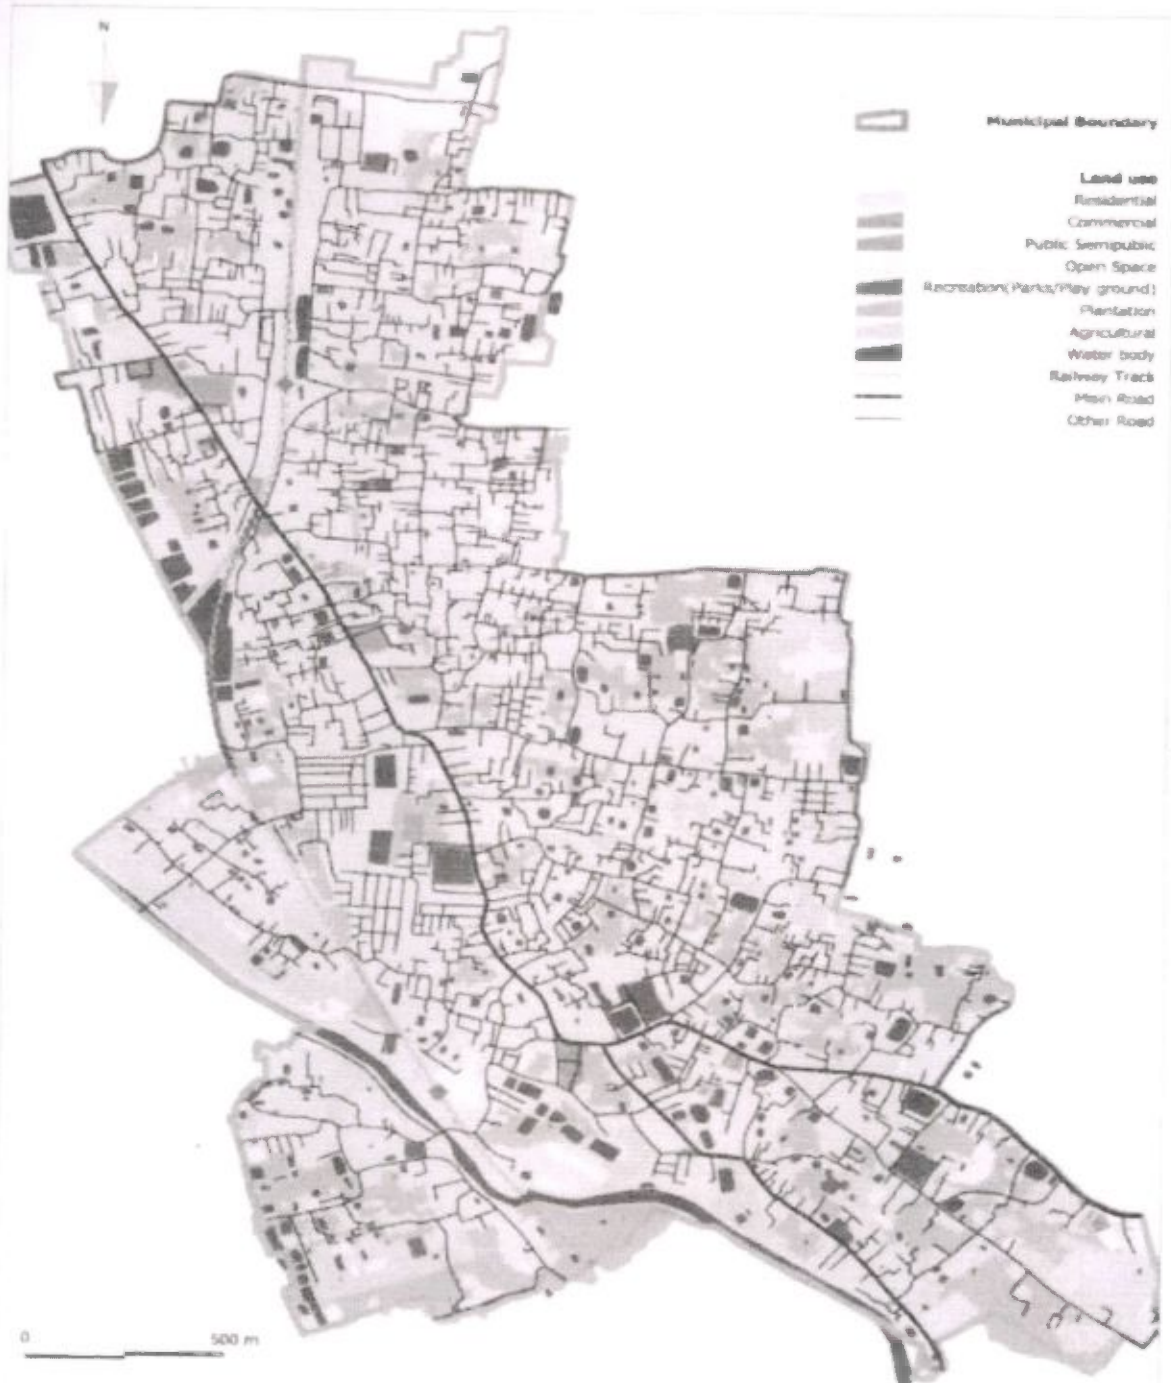 N
Municipal Boundary
Land use
Residential
Commercial
Public Semipublic
Open Space
Recreation(Parks/Play ground)
Plantation
Agricultural
Water body
Railway Track
Main Road
Other Road
0 500 m